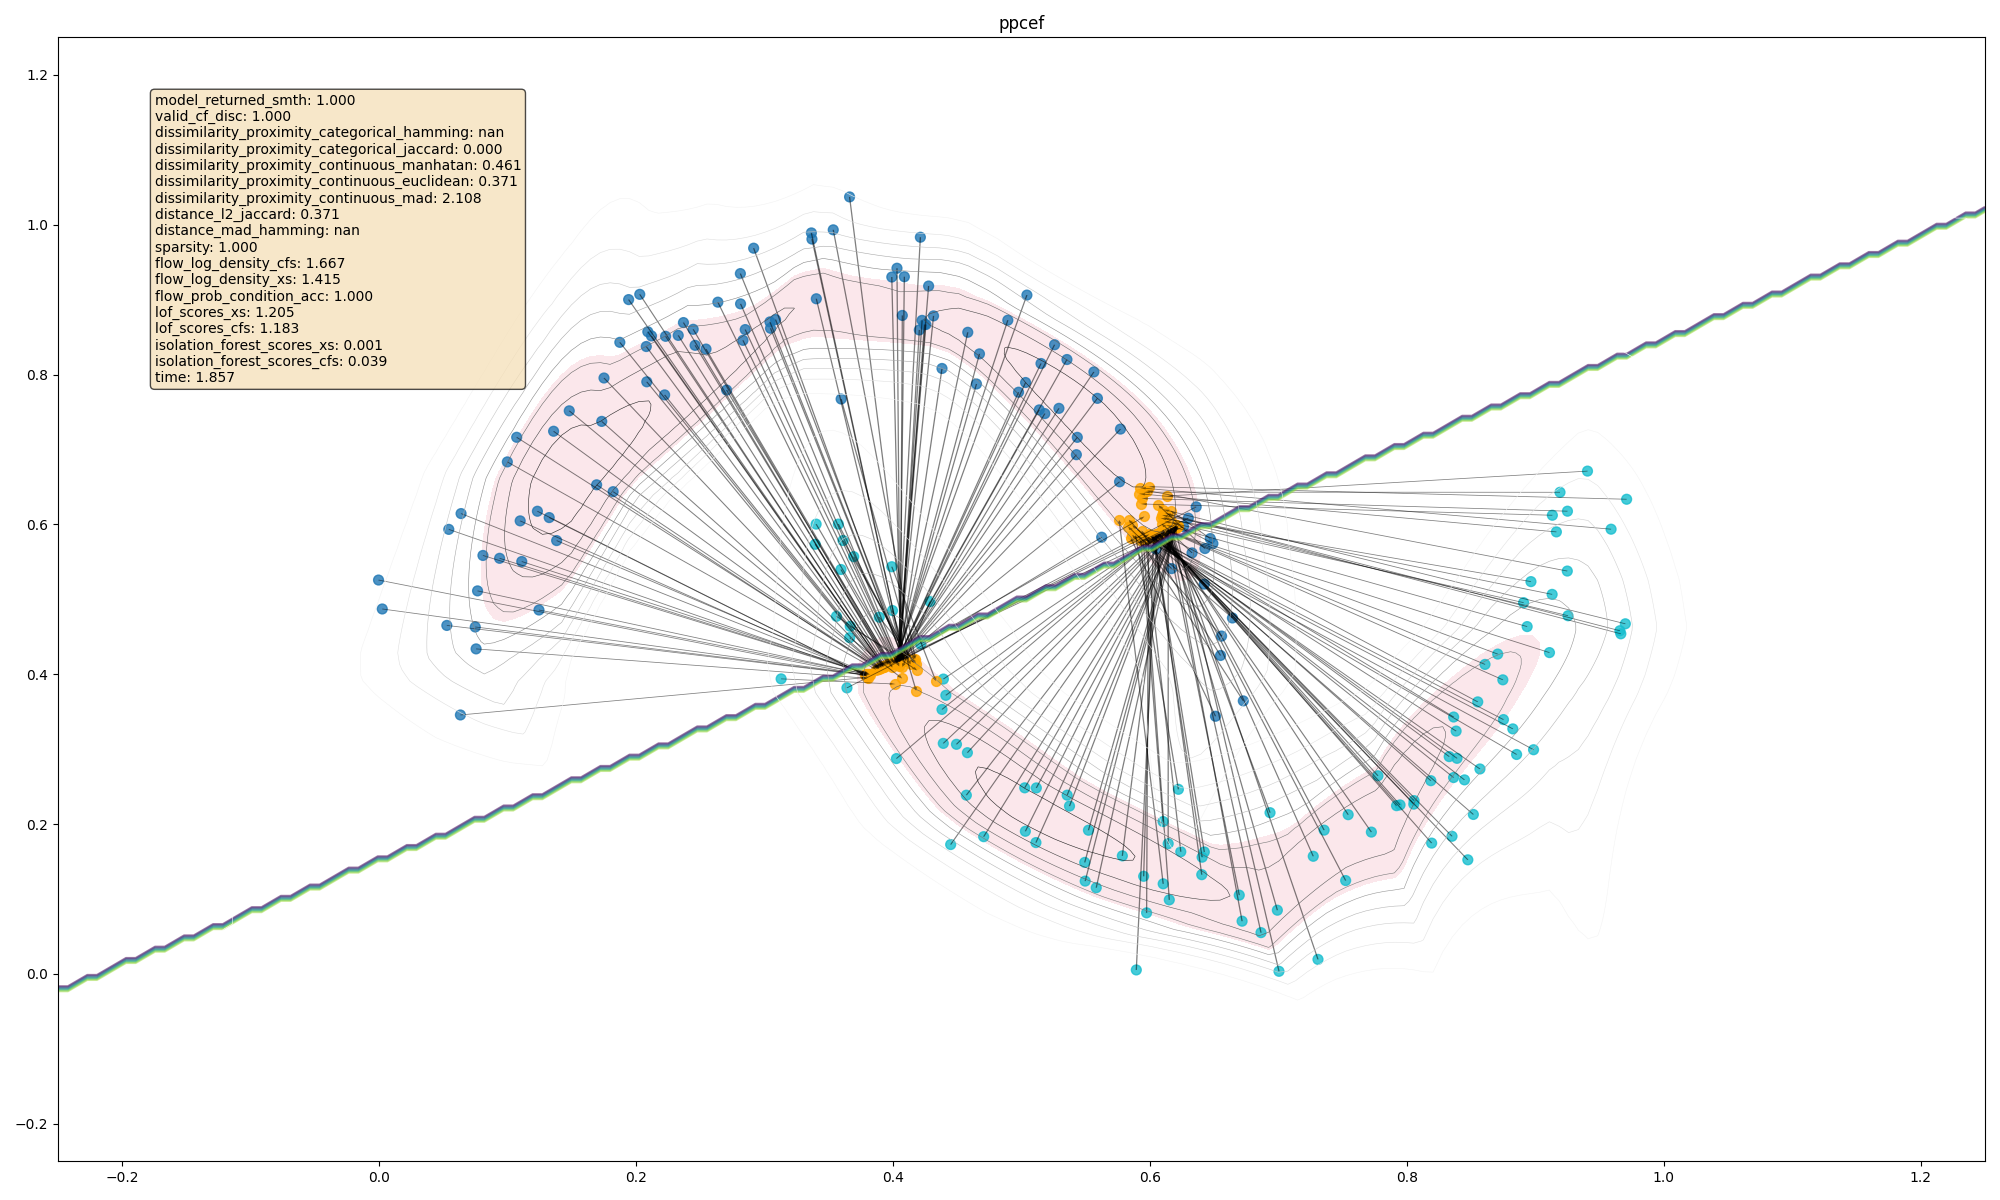 ppcef
1.2
1.0
0.8
0.6
0.4
0.2
0.0
−0.2
model_returned_smth: 1.000
valid_cf_disc: 1.000
dissimilarity_proximity_categorical_hamming: nan
dissimilarity_proximity_categorical_jaccard: 0.000
dissimilarity_proximity_continuous_manhatan: 0.461
dissimilarity_proximity_continuous_euclidean: 0.371
dissimilarity_proximity_continuous_mad: 2.108
distance_l2_jaccard: 0.371
distance_mad_hamming: nan
sparsity: 1.000
flow_log_density_cfs: 1.667
flow_log_density_xs: 1.415
flow_prob_condition_acc: 1.000
lof_scores_xs: 1.205
lof_scores_cfs: 1.183
isolation_forest_scores_xs: 0.001
isolation_forest_scores_cfs: 0.039
time: 1.857
−0.2 0.0 0.2 0.4 0.6 0.8 1.0 1.2